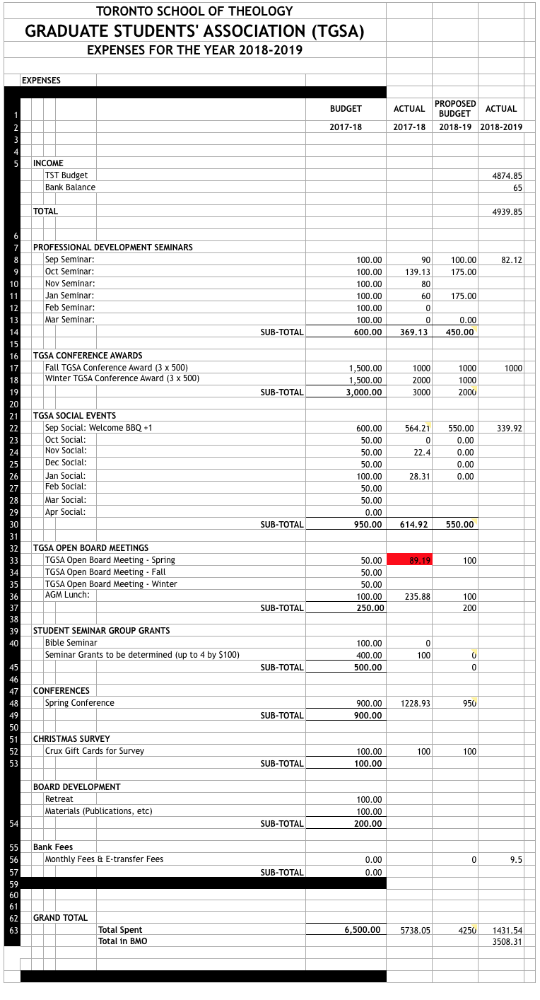 TORONTO SCHOOL OF THEOLOGY
GRADUATE STUDENTS' ASSOCIATION (TGSA)
EXPENSES FOR THE YEAR 2018-2019
EXPENSES
1 BUDGET ACTUAL PROPOSED BUDGET ACTUAL
2 2017-18 2017-18 2018-19 2018-2019
3
4
5 INCOME
TST Budget 4874.85
Bank Balance 65
TOTAL 4939.85
6
7 PROFESSIONAL DEVELOPMENT SEMINARS
8 Sep Seminar: 100.00 90 100.00 82.12
9 Oct Seminar: 100.00 139.13 175.00
10 Nov Seminar: 100.00 80
11 Jan Seminar: 100.00 60 175.00
12 Feb Seminar: 100.00 0
13 Mar Seminar: 100.00 0 0.00
14 SUB-TOTAL 600.00 369.13 450.00
15
16 TGSA CONFERENCE AWARDS
17 Fall TGSA Conference Award (3 x 500) 1,500.00 1000 1000 1000
18 Winter TGSA Conference Award (3 x 500) 1,500.00 2000 1000
19 SUB-TOTAL 3,000.00 3000 2000
20
21 TGSA SOCIAL EVENTS
22 Sep Social: Welcome BBQ +1 600.00 564.21 550.00 339.92
23 Oct Social: 50.00 0 0.00
24 Nov Social: 50.00 22.4 0.00
25 Dec Social: 50.00 0.00
26 Jan Social: 100.00 28.31 0.00
27 Feb Social: 50.00
28 Mar Social: 50.00
29 Apr Social: 0.00
30 SUB-TOTAL 950.00 614.92 550.00
31
32 TGSA OPEN BOARD MEETINGS
33 TGSA Open Board Meeting - Spring 50.00 89.19 100
34 TGSA Open Board Meeting - Fall 50.00
35 TGSA Open Board Meeting - Winter 50.00
36 AGM Lunch: 100.00 235.88 100
37 SUB-TOTAL 250.00 200
38
39 STUDENT SEMINAR GROUP GRANTS
40 Bible Seminar 100.00 0
Seminar Grants to be determined (up to 4 by $100) 400.00 100 0
45 SUB-TOTAL 500.00 0
46
47 CONFERENCES
48 Spring Conference 900.00 1228.93 950
49 SUB-TOTAL 900.00
50
51 CHRISTMAS SURVEY
52 Crux Gift Cards for Survey 100.00 100 100
53 SUB-TOTAL 100.00
BOARD DEVELOPMENT
Retreat 100.00
Materials (Publications, etc) 100.00
54 SUB-TOTAL 200.00
55 Bank Fees
56 Monthly Fees & E-transfer Fees 0.00 0 9.5
57 SUB-TOTAL 0.00
59
60
61
62 GRAND TOTAL
63 Total Spent 6,500.00 5738.05 4250 1431.54
Total in BMO 3508.31